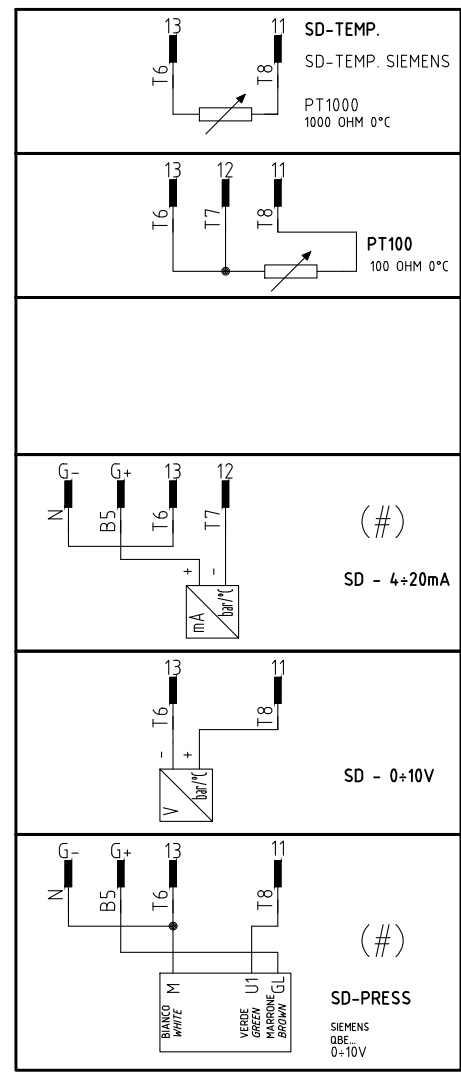 13 11 SD-TEMP.
T6 T8 SD-TEMP. SIEMENS
PT1000
1000 OHM 0°C
13 12 11
T6 T7 T8
PT100
100 OHM 0°C
G- G+ 13 12
N B5 T6 T7
(#)
+ -
mA bar/°C
SD - 4÷20mA
13 11
T6 T8
- +
V bar/°C
SD - 0÷10V
G- G+ 13 11
N B5 T6 T8
(#)
M U1 GL
BIANCO VERDE MARRONE
WHITE GREEN BROWN
SD-PRESS
SIEMENS
QBE...
0÷10V